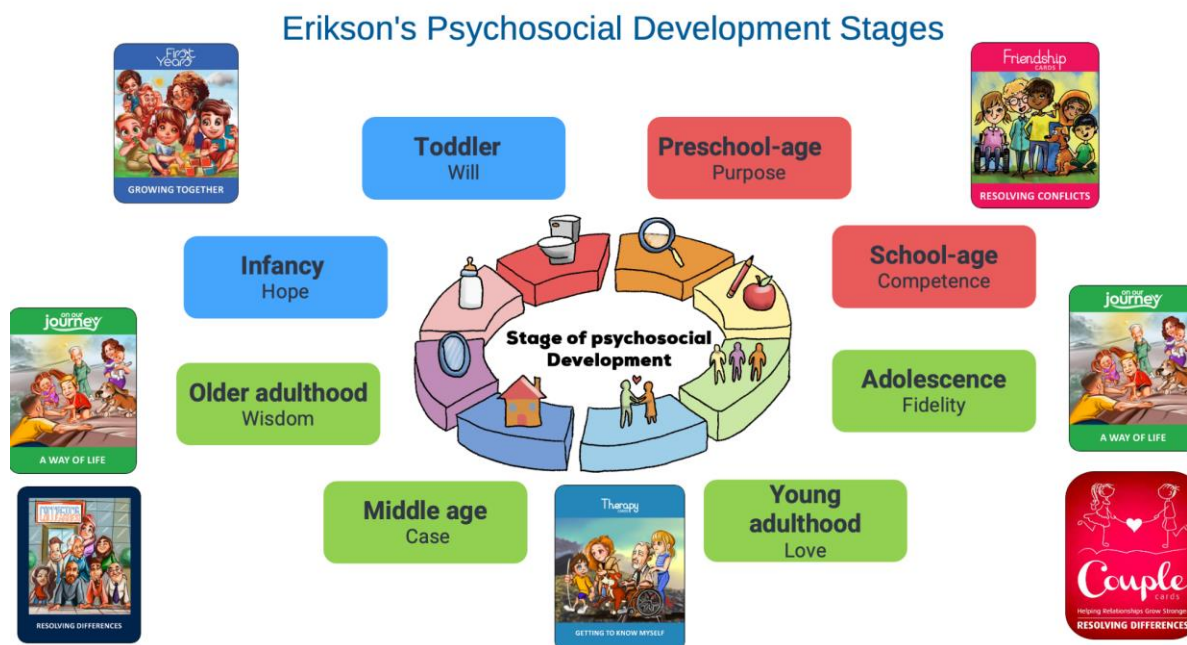 Erikson's Psychosocial Development Stages
First
Years
GROWING TOGETHER
Friendship
CARDS
RESOLVING CONFLICTS
Toddler
Will
Preschool-age
Purpose
Infancy
Hope
School-age
Competence
on our
journey
A WAY OF LIFE
Stage of psychosocial
Development
on our
journey
A WAY OF LIFE
Older adulthood
Wisdom
Adolescence
Fidelity
Middle age
Case
Therapy
CARDS
GETTING TO KNOW MYSELF
Young
adulthood
Love
RESOLVING DIFFERENCES
Couple
cards
Helping Relationships Grow Stronger
RESOLVING DIFFERENCES